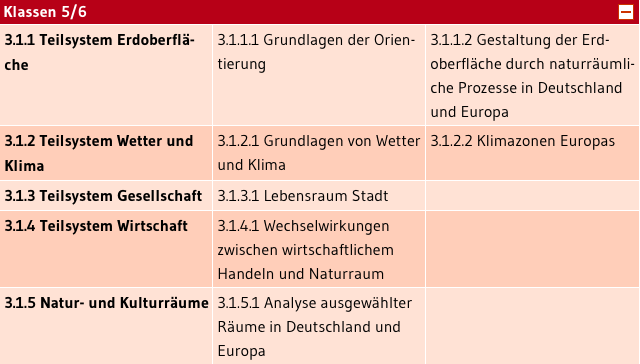 Klassen 5/6
3.1.1 Teilsystem Erdoberflä-
che
3.1.1.1 Grundlagen der Orien-
tierung
3.1.1.2 Gestaltung der Erd-
oberfläche durch naturräumli-
che Prozesse in Deutschland
und Europa
3.1.2 Teilsystem Wetter und
Klima
3.1.2.1 Grundlagen von Wetter
und Klima
3.1.2.2 Klimazonen Europas
3.1.3 Teilsystem Gesellschaft
3.1.3.1 Lebensraum Stadt
3.1.4 Teilsystem Wirtschaft
3.1.4.1 Wechselwirkungen
zwischen wirtschaftlichem
Handeln und Naturraum
3.1.5 Natur- und Kulturräume
3.1.5.1 Analyse ausgewählter
Räume in Deutschland und
Europa